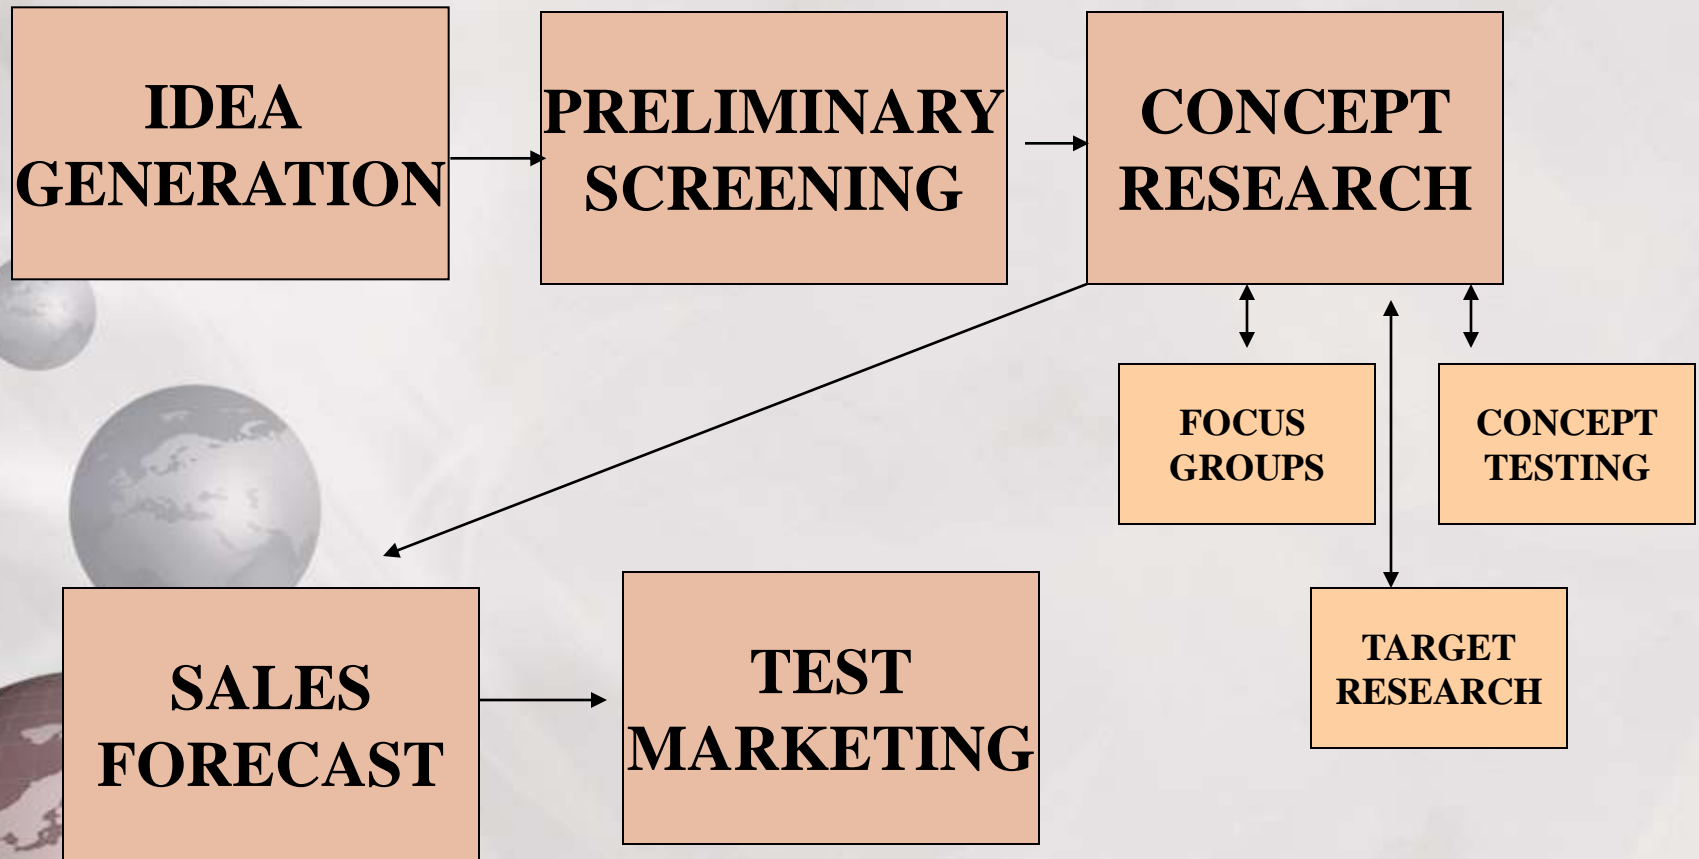 IDEA
GENERATION
PRELIMINARY
SCREENING
CONCEPT
RESEARCH
FOCUS
GROUPS
CONCEPT
TESTING
TARGET
RESEARCH
SALES
FORECAST
TEST
MARKETING